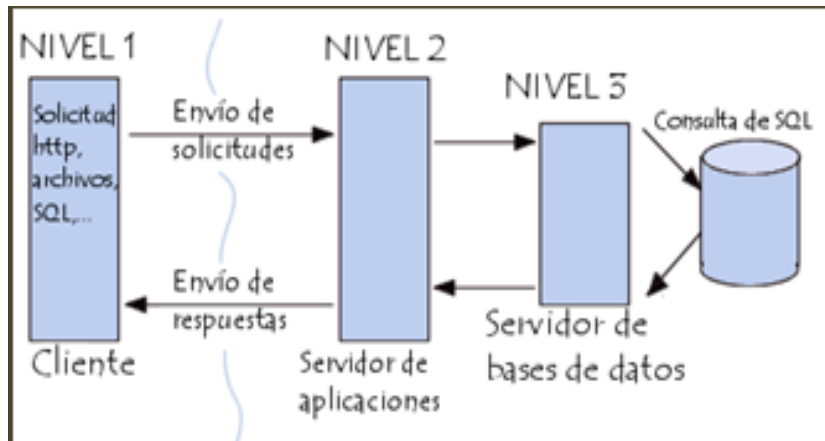 NIVEL 1
Solicitud
http,
archivos,
SQL,...
Cliente
Envío de
solicitudes
Envío de
respuestas
NIVEL 2
Servidor de
aplicaciones
NIVEL 3
Servidor de
bases de datos
Consulta de SQL